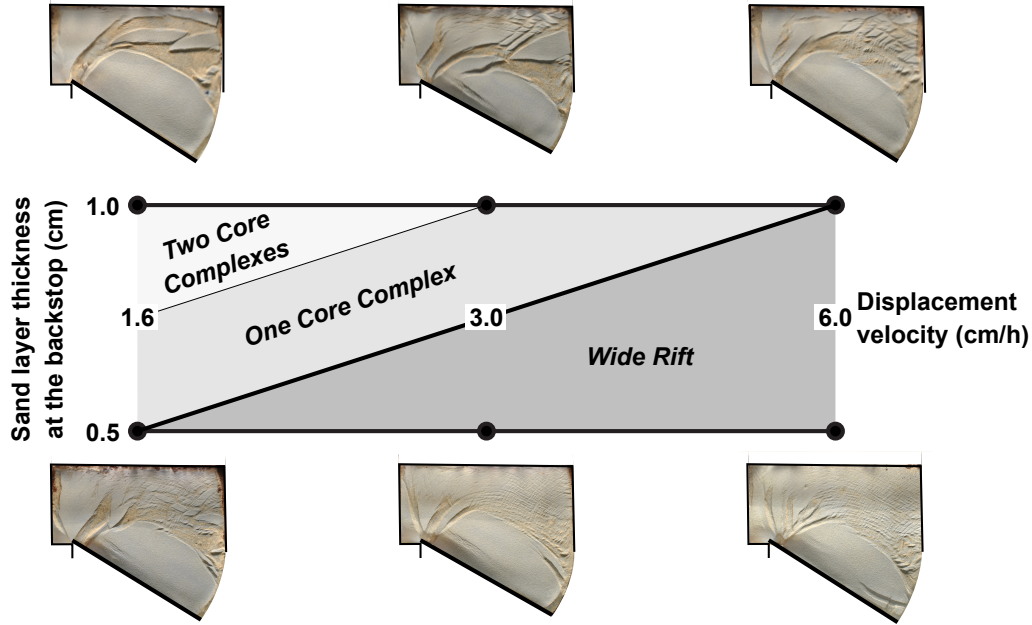 Sand layer thickness
at the backstop (cm)
1.0
Two Core
Complexes
1.6
One Core Complex
3.0
6.0
Displacement
velocity (cm/h)
Wide Rift
0.5